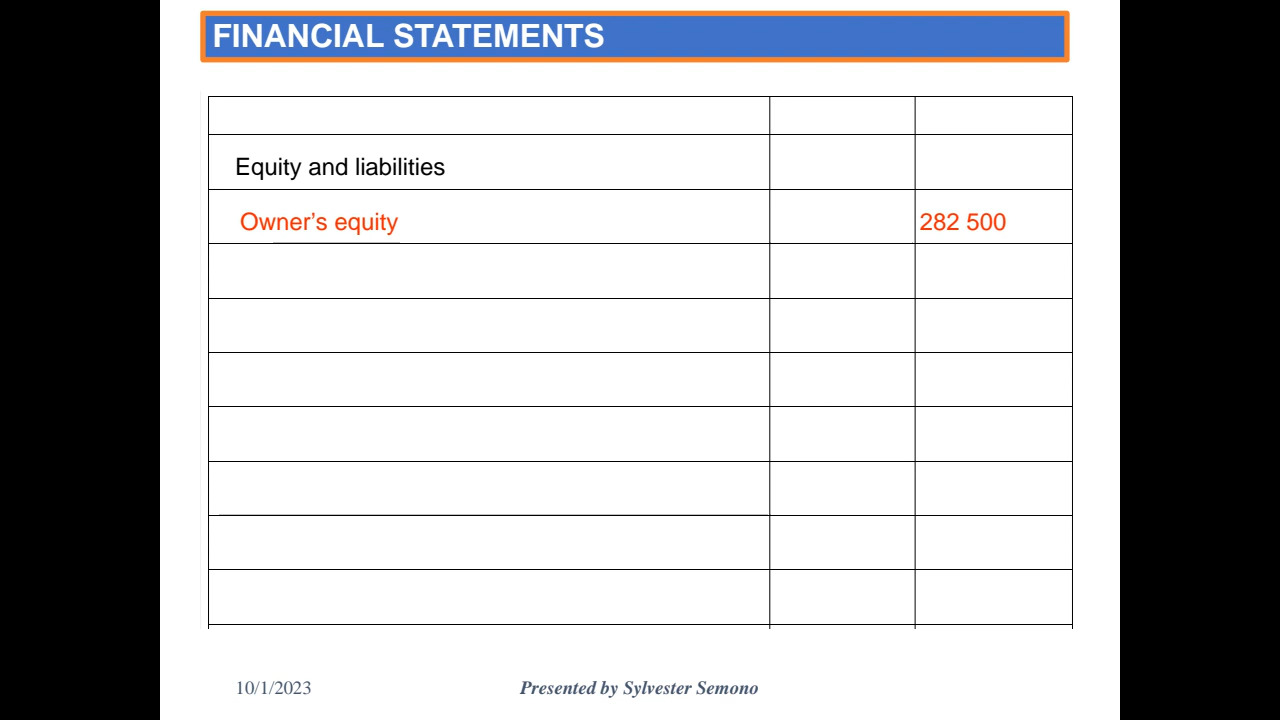 FINANCIAL STATEMENTS
Equity and liabilities
Owner’s equity 282 500
10/1/2023 Presented by Sylvester Semono